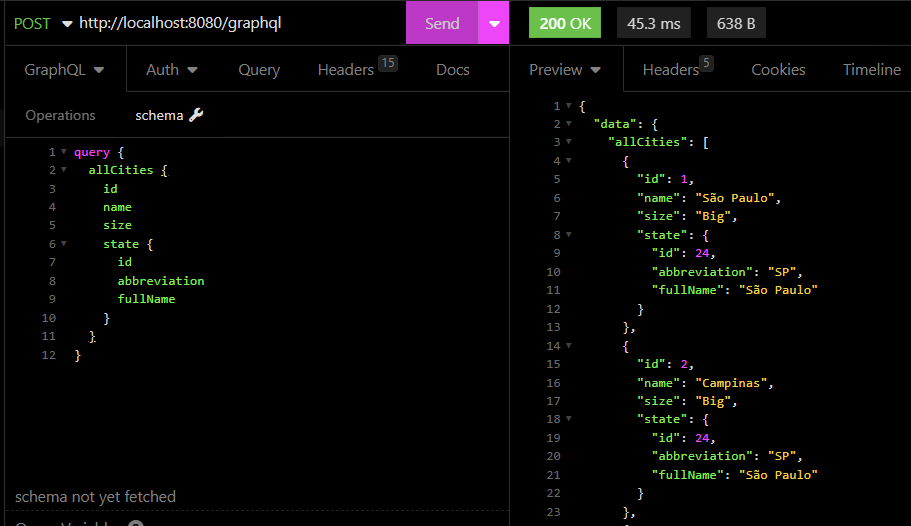 POST http://localhost:8080/graphql Send 200 OK 45.3 ms 638 B
GraphQL Auth Query Headers 15 Docs Preview Headers 5 Cookies Timeline
Operations schema
1 query {
2 allCities {
3 id
4 name
5 size
6 state {
7 id
8 abbreviation
9 fullName
10 }
11 }
12 }
schema not yet fetched
1 {
2 "data": {
3 "allCities": [
4 {
5 "id": 1,
6 "name": "São Paulo",
7 "size": "Big",
8 "state": {
9 "id": 24,
10 "abbreviation": "SP",
11 "fullName": "São Paulo"
12 }
13 },
14 {
15 "id": 2,
16 "name": "Campinas",
17 "size": "Big",
18 "state": {
19 "id": 24,
20 "abbreviation": "SP",
21 "fullName": "São Paulo"
22 }
23 },